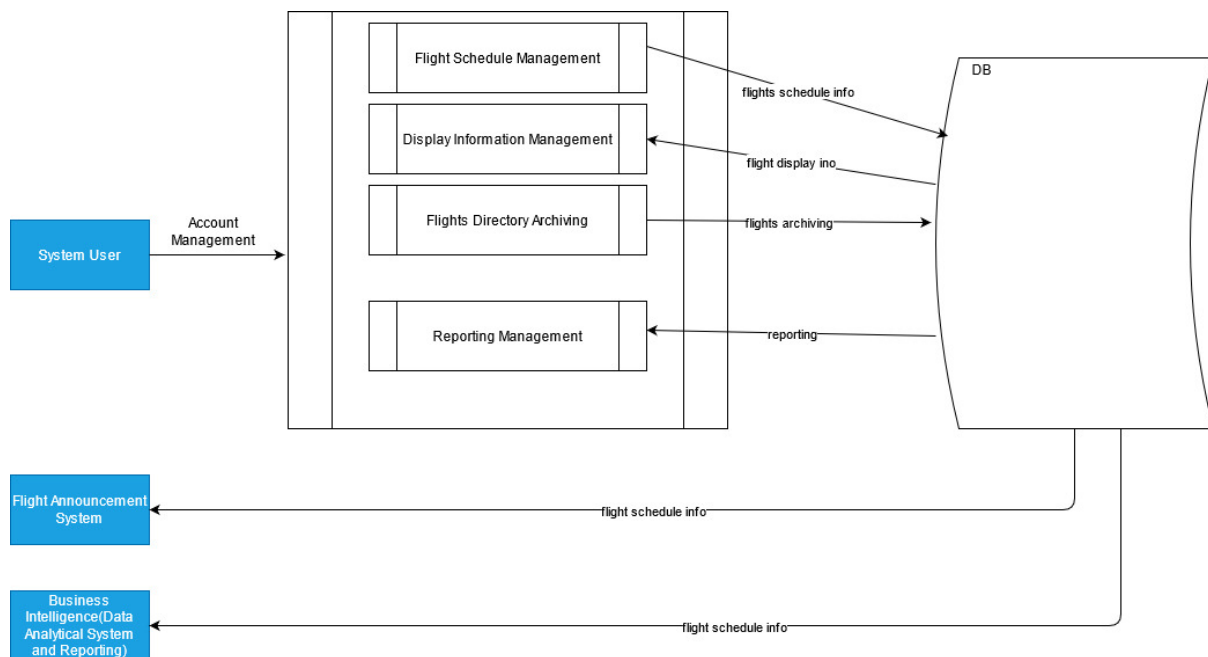 Flight Schedule Management
DB
flights schedule info
Display Information Management
flight display ino
Flights Directory Archiving
flights archiving
Account
Management
System User
Reporting Management
reporting
Flight Announcement
System
flight schedule info
Business
Intelligence(Data
Analytical System
and Reporting)
flight schedule info